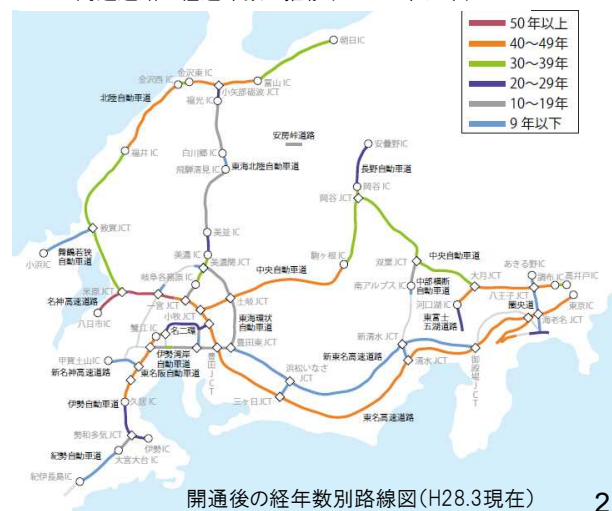 50年以上
40～49年
30～39年
20～29年
10～19年
9年以下
朝日IC
金沢東IC
金沢西IC
富山IC
小矢部砺波JCT
北陸自動車道
福光IC
安房峠道路
安曇野IC
福井IC
白川郷IC
東海北陸自動車道
飛騨清見IC
長野自動車道
岡谷IC
岡谷JCT
敦賀JCT
美並IC
双葉JCT
中央自動車道
舞鶴若狭
自動車道
小浜IC
美濃IC
美濃関JCT
岐阜各務原IC
中央自動車道
駒ヶ根IC
南アルプスIC
中部横断
自動車道
大月JCT
あきる野IC
調布IC
高井戸IC
八王子JCT
米原JCT
名神高速道路
一宮JCT
土岐JCT
河口湖IC
東富士
五湖道路
圏央道
東京IC
海老名JCT
八日市IC
小牧JCT
東海環状
自動車道
蟹江IC
名二環
豊田東JCT
新清水JCT
甲賀土山IC
伊勢湾岸
自動車道
新名神高速道路
東名阪自動車道
豊田JCT
浜松いなさ
JCT
新東名高速道路
清水JCT
御殿場JCT
伊勢自動車道
久居IC
三ヶ日JCT
東名高速道路
勢和多気JCT
伊勢IC
紀勢自動車道
大宮大台IC
紀伊長島IC
開通後の経年数別路線図(H28.3現在)
2